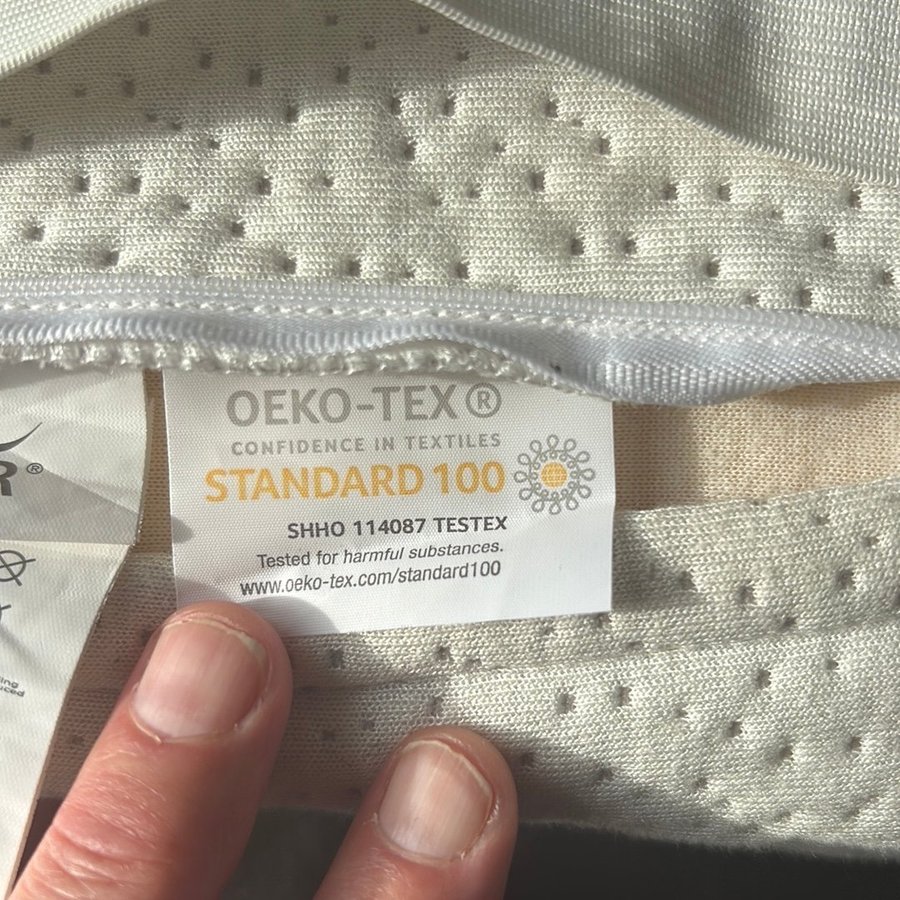 R®
OEKO-TEX®
CONFIDENCE IN TEXTILES
STANDARD 100
SHHO 114087 TESTEX
Tested for harmful substances.
www.oeko-tex.com/standard100